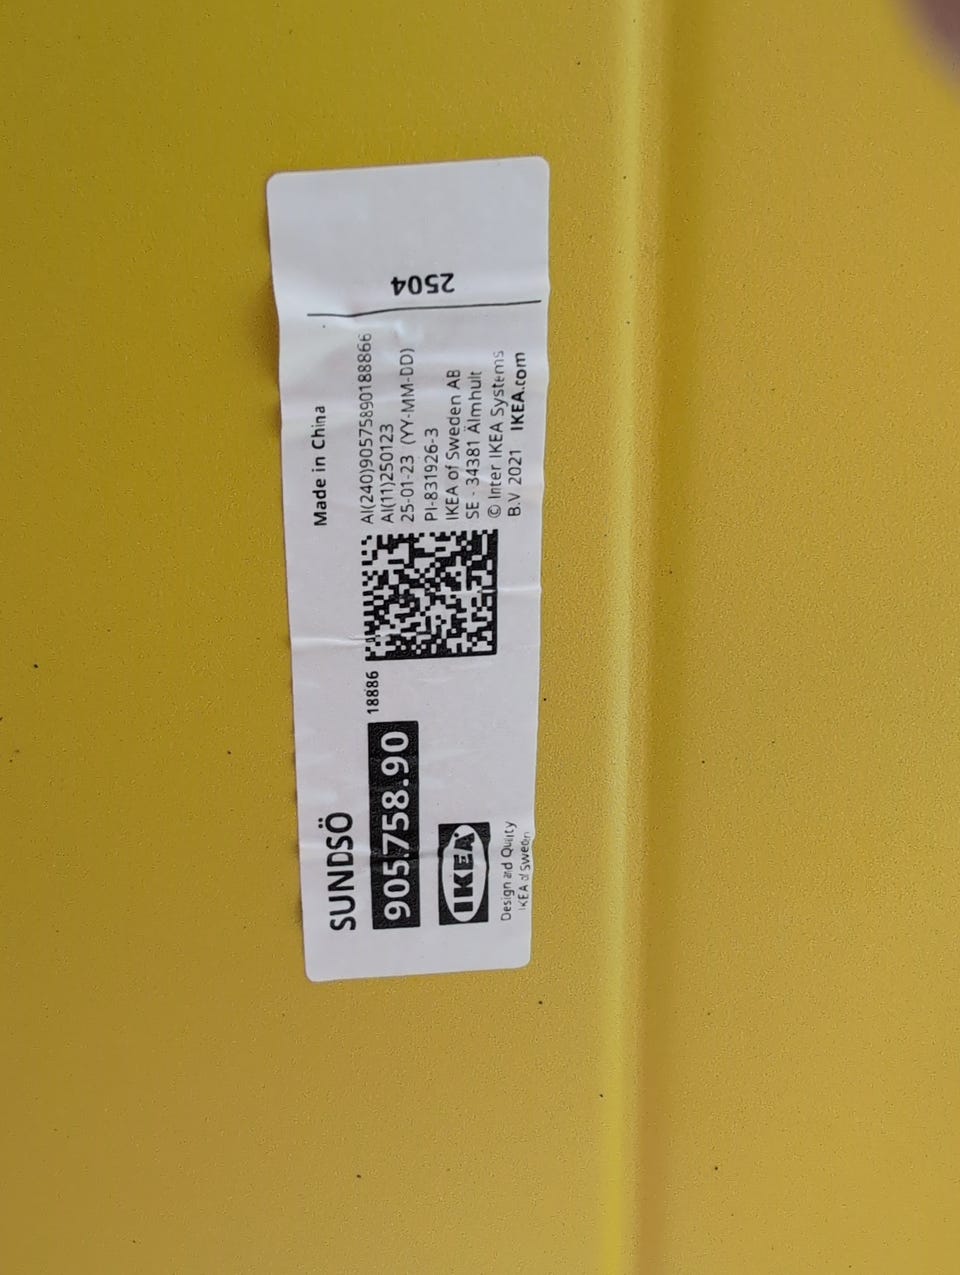 SUNDSÖ
905.758.90
18886
IKEA
Design and Quality
IKEA of Sweden
Made in China
AI(240)90575890188866
AI(11)250123
25-01-23 (YY-MM-DD)
PI-831926-3
IKEA of Sweden AB
SE - 34381 Älmhult
© Inter IKEA Systems
B.V 2021 IKEA.com
2504